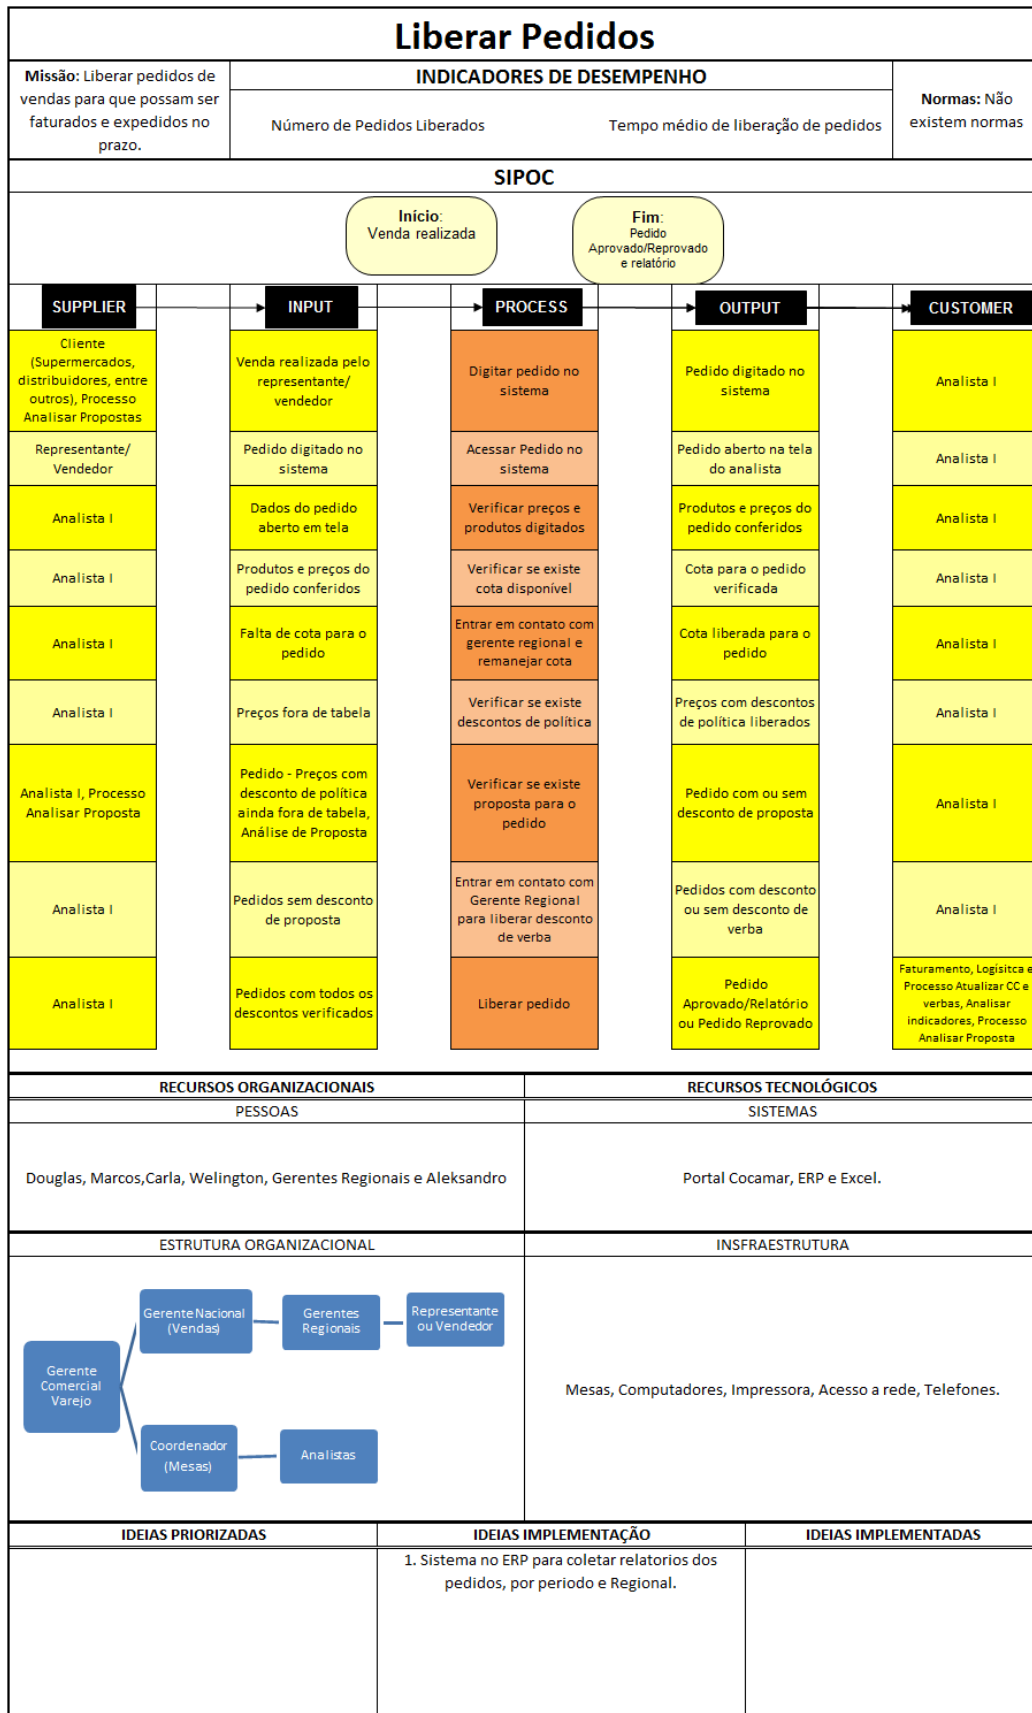 Liberar Pedidos
Missão: Liberar pedidos de
vendas para que possam ser
faturados e expedidos no
prazo.
INDICADORES DE DESEMPENHO
Número de Pedidos Liberados
Tempo médio de liberação de pedidos
Normas: Não
existem normas
SIPOC
Início:
Venda realizada
Fim:
Pedido
Aprovado/Reprovado
e relatório
SUPPLIER
INPUT
PROCESS
OUTPUT
CUSTOMER
Cliente
(Supermercados,
distribuidores, entre
outros), Processo
Analisar Propostas
Venda realizada pelo
representante/
vendedor
Digitar pedido no
sistema
Pedido digitado no
sistema
Analista I
Representante/
Vendedor
Pedido digitado no
sistema
Acessar Pedido no
sistema
Pedido aberto na tela
do analista
Analista I
Analista I
Dados do pedido
aberto em tela
Verificar preços e
produtos digitados
Produtos e preços do
pedido conferidos
Analista I
Analista I
Produtos e preços do
pedido conferidos
Verificar se existe
cota disponível
Cota para o pedido
verificada
Analista I
Analista I
Falta de cota para o
pedido
Entrar em contato com
gerente regional e
remanejar cota
Cota liberada para o
pedido
Analista I
Analista I
Preços fora de tabela
Verificar se existe
descontos de política
Preços com descontos
de política liberados
Analista I
Analista I, Processo
Analisar Proposta
Pedido - Preços com
desconto de política
ainda fora de tabela,
Análise de Proposta
Verificar se existe
proposta para o
pedido
Pedido com ou sem
desconto de proposta
Analista I
Analista I
Pedidos sem desconto
de proposta
Entrar em contato com
Gerente Regional
para liberar desconto
de verba
Pedidos com desconto
ou sem desconto de
verba
Analista I
Analista I
Pedidos com todos os
descontos verificados
Liberar pedido
Pedido
Aprovado/Relatório
ou Pedido Reprovado
Faturamento, Logísitca e
Processo Atualizar CC e
verbas, Analisar
indicadores, Processo
Analisar Proposta
RECURSOS ORGANIZACIONAIS
RECURSOS TECNOLÓGICOS
PESSOAS
SISTEMAS
Douglas, Marcos,Carla, Welington, Gerentes Regionais e Aleksandro
Portal Cocamar, ERP e Excel.
ESTRUTURA ORGANIZACIONAL
INSFRAESTRUTURA
Gerente
Comercial
Varejo
Gerente Nacional
(Vendas)
Gerentes
Regionais
Representante
ou Vendedor
Coordenador
(Mesas)
Analistas
Mesas, Computadores, Impressora, Acesso a rede, Telefones.
IDEIAS PRIORIZADAS
IDEIAS IMPLEMENTAÇÃO
IDEIAS IMPLEMENTADAS
1. Sistema no ERP para coletar relatorios dos
pedidos, por periodo e Regional.